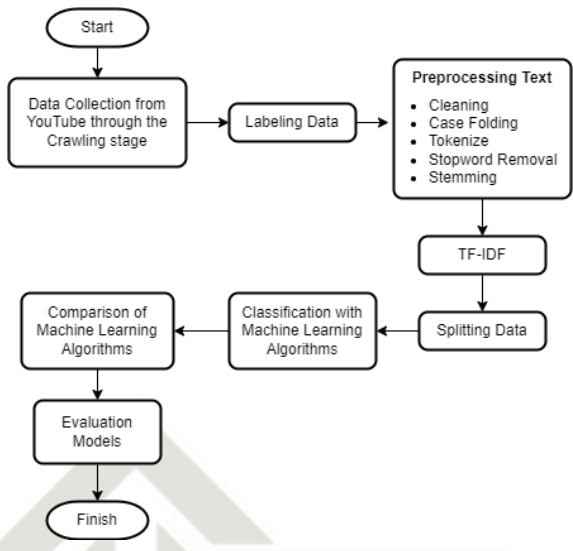 Start
Data Collection from
YouTube through the
Crawling stage
Labeling Data
Preprocessing Text
• Cleaning
• Case Folding
• Tokenize
• Stopword Removal
• Stemming
TF-IDF
Splitting Data
Classification with
Machine Learning
Algorithms
Comparison of
Machine Learning
Algorithms
Evaluation
Models
Finish